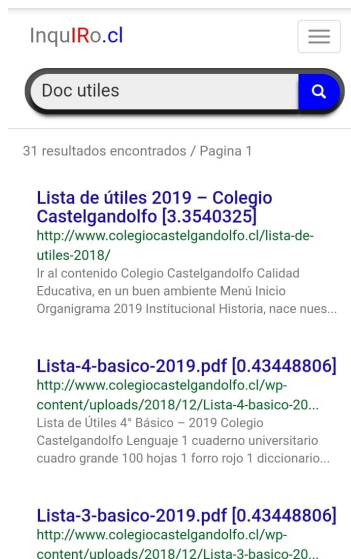 InquIRo.cl
Doc utiles
31 resultados encontrados / Pagina 1
Lista de útiles 2019 – Colegio
Castelgandolfo [3.3540325]
http://www.colegiocastelgandolfo.cl/lista-de-
utiles-2018/
Ir al contenido Colegio Castelgandolfo Calidad
Educativa, en un buen ambiente Menú Inicio
Organigrama 2019 Institucional Historia, nace nues...
Lista-4-basico-2019.pdf [0.43448806]
http://www.colegiocastelgandolfo.cl/wp-
content/uploads/2018/12/Lista-4-basico-20...
Lista de Útiles 4° Básico – 2019 Colegio
Castelgandolfo Lenguaje 1 cuaderno universitario
cuadro grande 100 hojas 1 forro rojo 1 diccionario...
Lista-3-basico-2019.pdf [0.43448806]
http://www.colegiocastelgandolfo.cl/wp-
content/uploads/2018/12/Lista-3-basico-20...